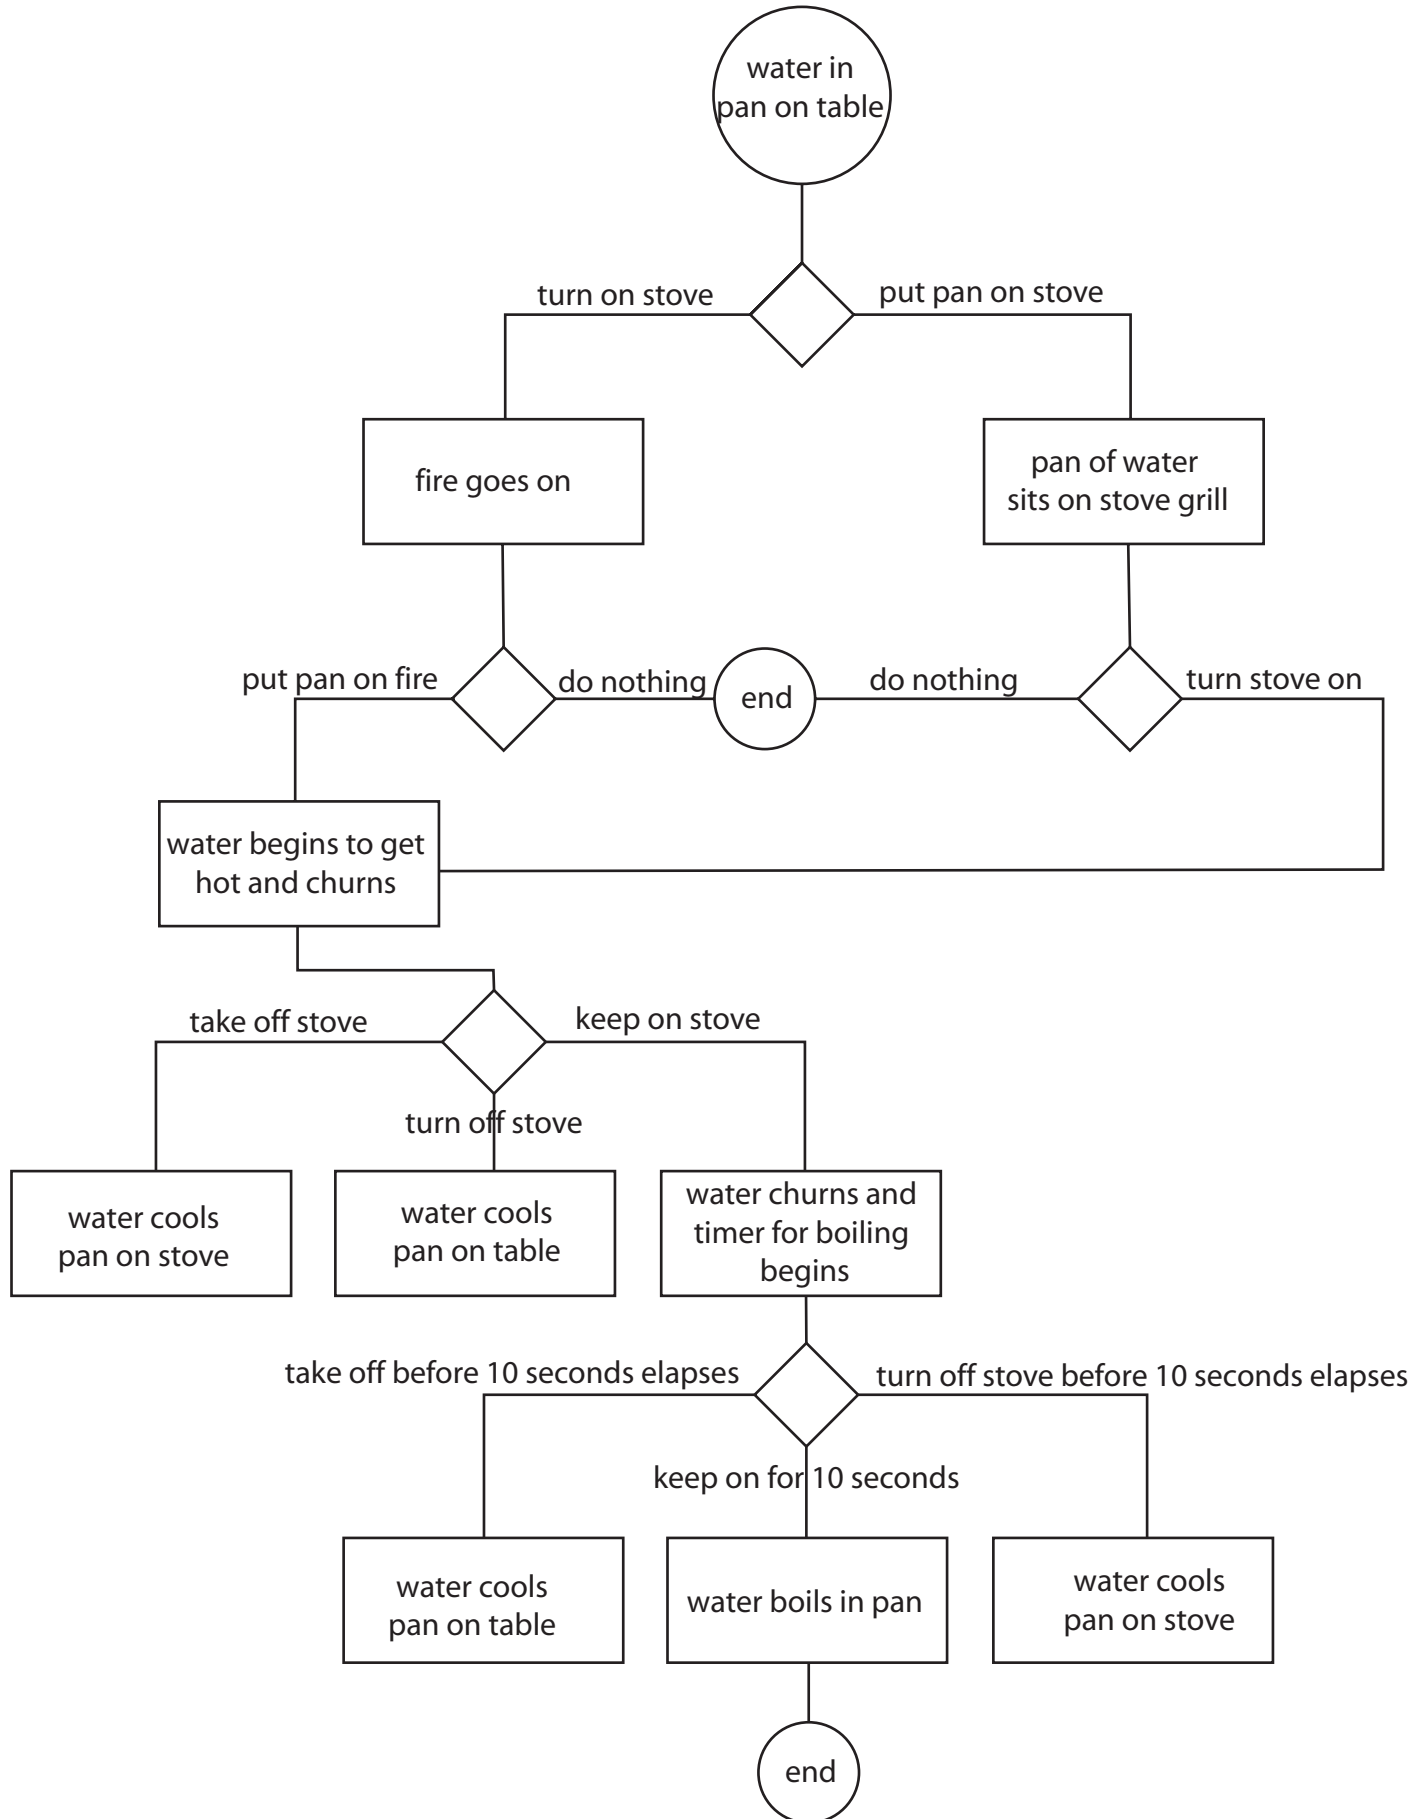 water in
pan on table
turn on stove
put pan on stove
fire goes on
pan of water
sits on stove grill
put pan on fire
do nothing
end
do nothing
turn stove on
water begins to get
hot and churns
take off stove
keep on stove
turn off stove
water cools
pan on stove
water cools
pan on table
water churns and
timer for boiling
begins
take off before 10 seconds elapses
turn off stove before 10 seconds elapses
keep on for 10 seconds
water cools
pan on table
water boils in pan
water cools
pan on stove
end